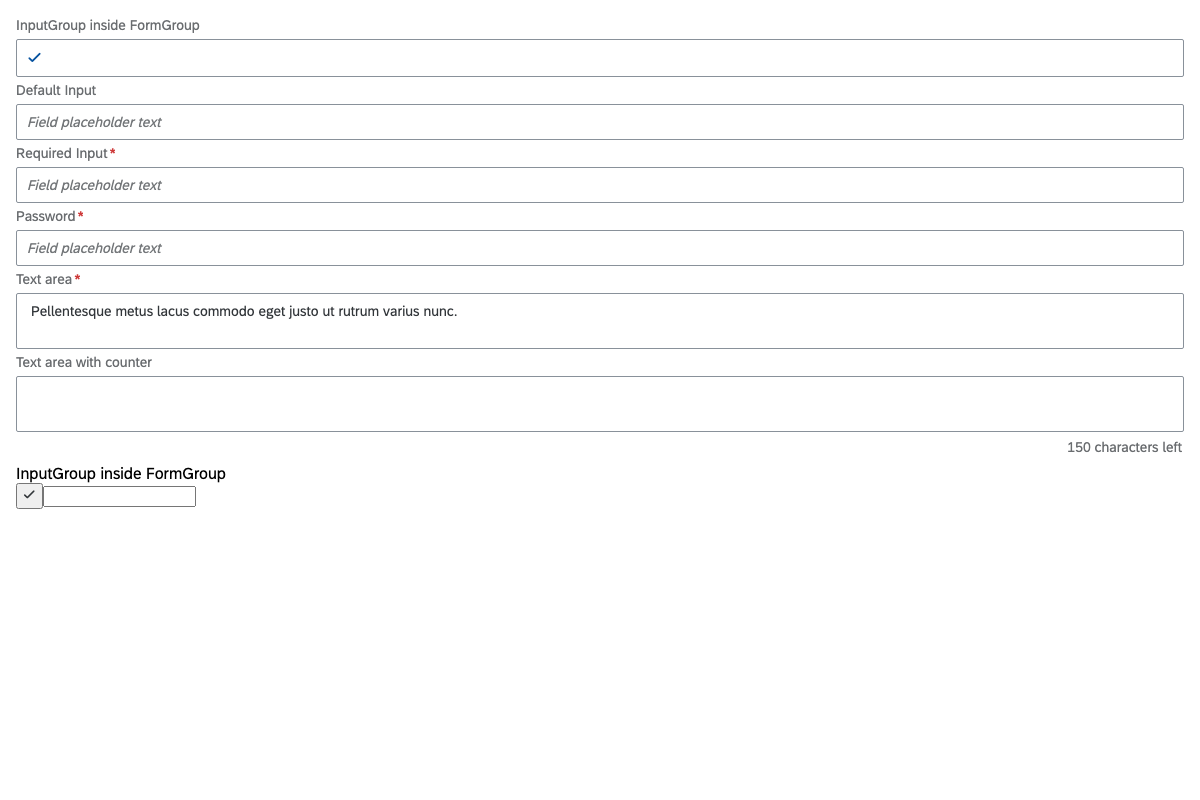 InputGroup inside FormGroup
Default Input
Field placeholder text
Required Input*
Field placeholder text
Password*
Field placeholder text
Text area*
Pellentesque metus lacus commodo eget justo ut rutrum varius nunc.
Text area with counter
150 characters left
InputGroup inside FormGroup